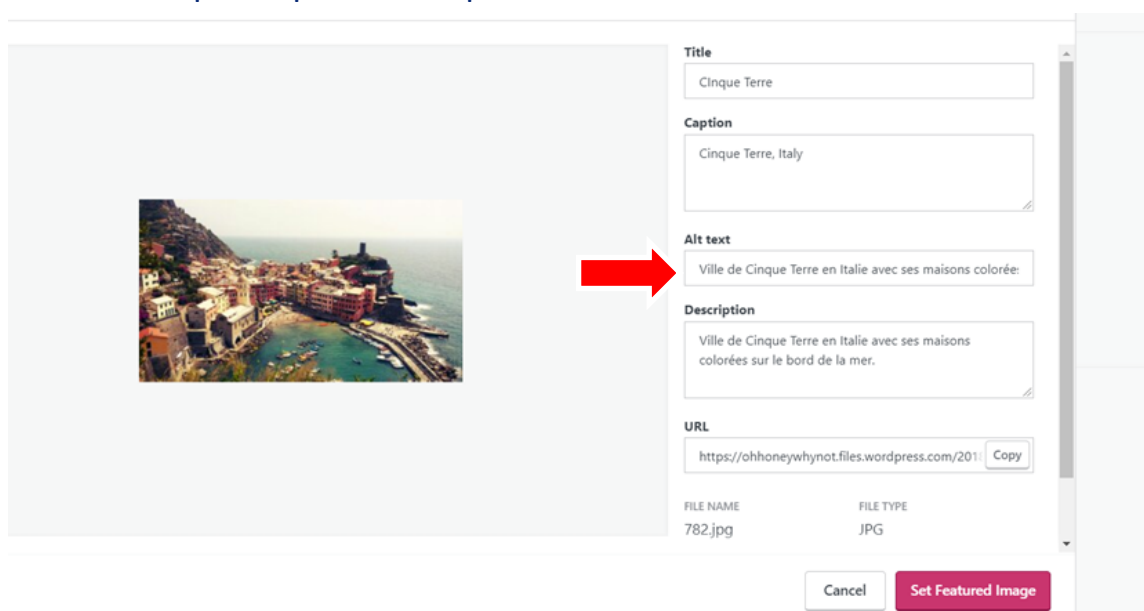 Title
CInque Terre
Caption
Cinque Terre, Italy
Alt text
Ville de Cinque Terre en Italie avec ses maisons colorée
Description
Ville de Cinque Terre en Italie avec ses maisons
colorées sur le bord de la mer.
URL
https://ohhoneywhynot.files.wordpress.com/201
Copy
FILE NAME FILE TYPE
782.jpg JPG
Cancel Set Featured Image